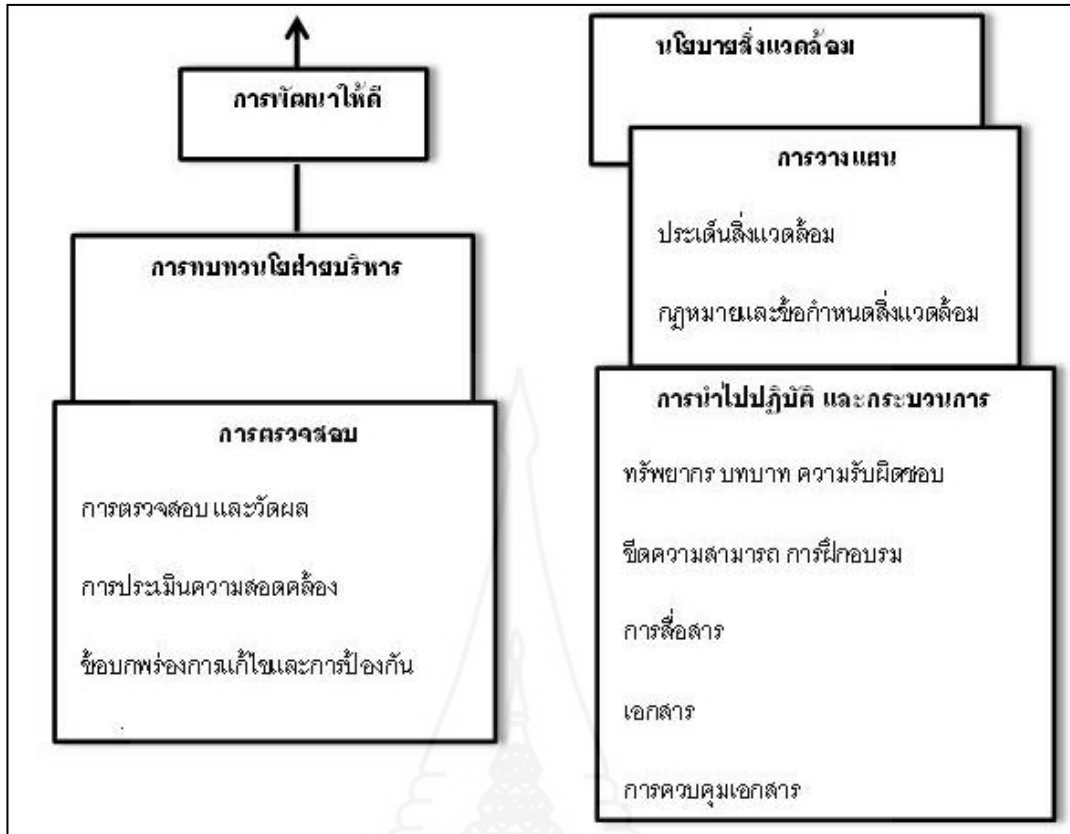 การพัฒนาให้ดี
การทบทวนโยฝ่ายบริหาร
การตรวจสอบ
การตรวจสอบ และวัดผล
การประเมินความสอดคล้อง
ข้อบกพร่องการแก้ไขและการป้องกัน
นโยบายสิ่งแวดล้อม
การวางแผน
ประเด็นสิ่งแวดล้อม
กฎหมายและข้อกำหนดสิ่งแวดล้อม
การนำไปปฏิบัติ และกระบวนการ
ทรัพยากร บทบาท ความรับผิดชอบ
ขีดความสามารถ การฝึกอบรม
การสื่อสาร
เอกสาร
การควบคุมเอกสาร